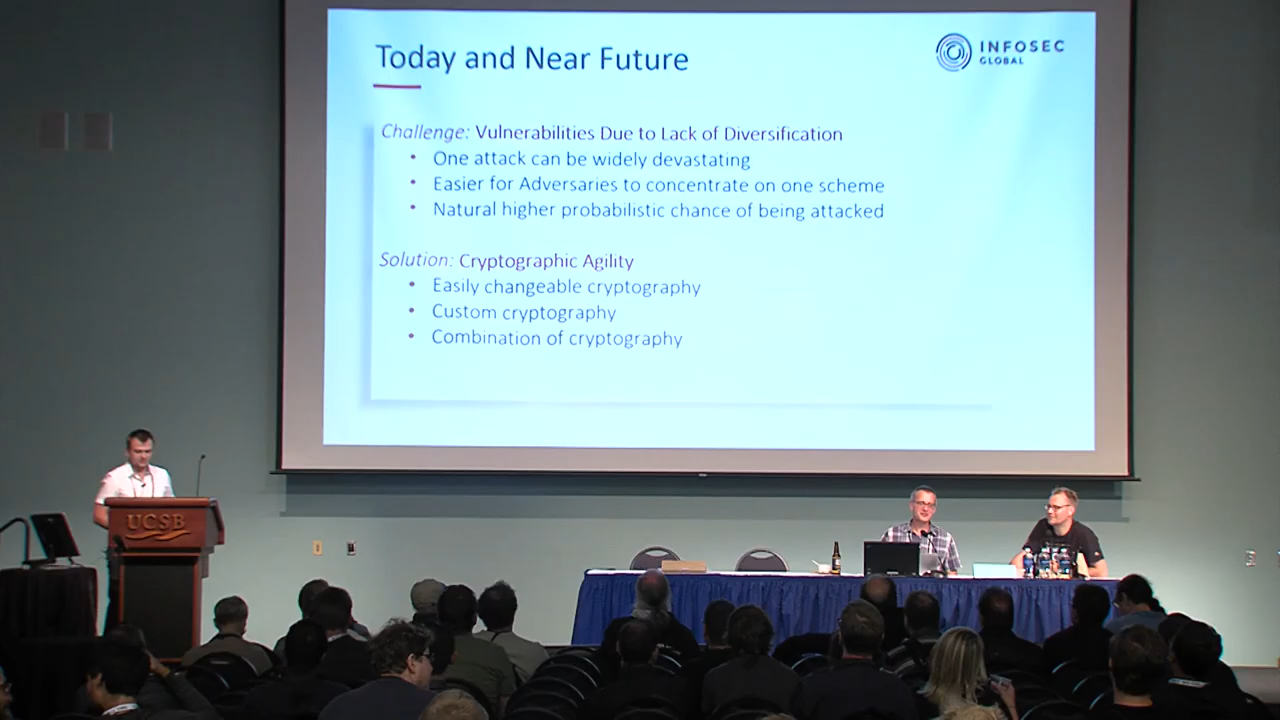 Today and Near Future
INFOSEC
GLOBAL
Challenge: Vulnerabilities Due to Lack of Diversification
• One attack can be widely devastating
• Easier for Adversaries to concentrate on one scheme
• Natural higher probabilistic chance of being attacked
Solution: Cryptographic Agility
• Easily changeable cryptography
• Custom cryptography
• Combination of cryptography
UCSB